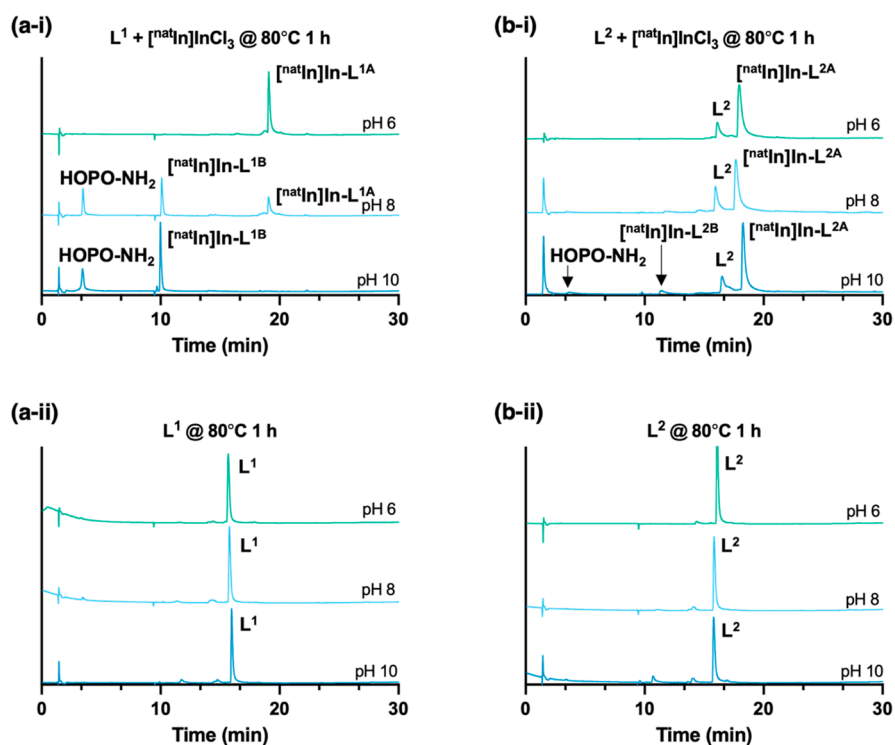 (a-i)
L¹ + [ⁿᵃᵗIn]InCl₃ @ 80°C 1 h
[ⁿᵃᵗIn]In-L¹ᴬ
pH 6
HOPO-NH₂
[ⁿᵃᵗIn]In-L¹ᴮ
[ⁿᵃᵗIn]In-L¹ᴬ
pH 8
HOPO-NH₂
[ⁿᵃᵗIn]In-L¹ᴮ
pH 10
0 10 20 30
Time (min)
(b-i)
L² + [ⁿᵃᵗIn]InCl₃ @ 80°C 1 h
L²
[ⁿᵃᵗIn]In-L²ᴬ
pH 6
L²
[ⁿᵃᵗIn]In-L²ᴬ
pH 8
HOPO-NH₂
[ⁿᵃᵗIn]In-L²ᴮ
L²
[ⁿᵃᵗIn]In-L²ᴬ
pH 10
0 10 20 30
Time (min)
(a-ii)
L¹ @ 80°C 1 h
L¹
pH 6
L¹
pH 8
L¹
pH 10
0 10 20 30
Time (min)
(b-ii)
L² @ 80°C 1 h
L²
pH 6
L²
pH 8
L²
pH 10
0 10 20 30
Time (min)